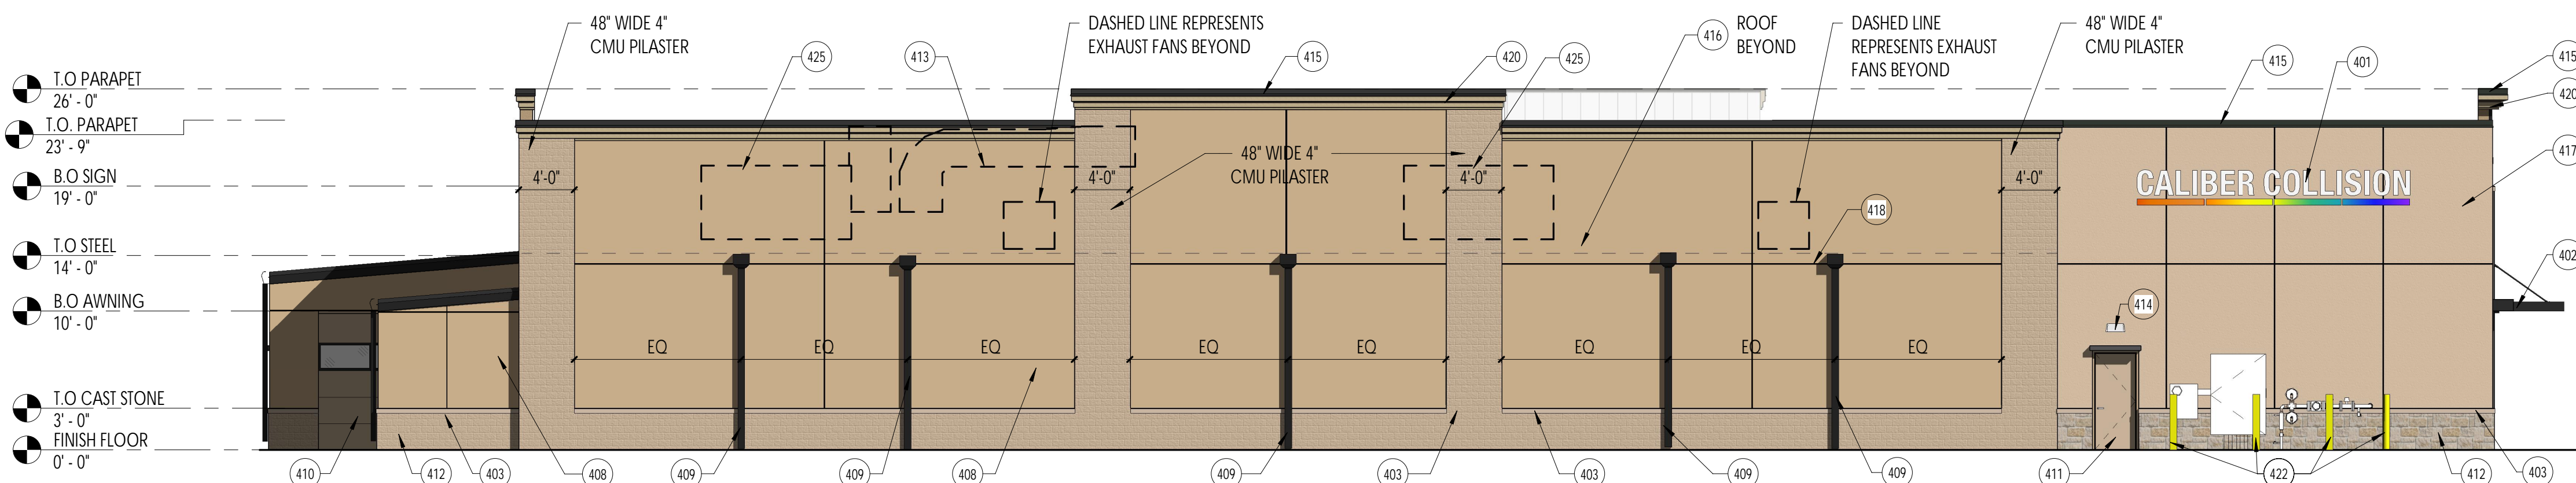 48" WIDE 4"
CMU PILASTER
DASHED LINE REPRESENTS
EXHAUST FANS BEYOND
ROOF
BEYOND
416
DASHED LINE
REPRESENTS EXHAUST
FANS BEYOND
48" WIDE 4"
CMU PILASTER
425
413
415
420
425
415
401
415
420
T.O PARAPET
26' - 0"
T.O. PARAPET
23' - 9"
B.O SIGN
19' - 0"
T.O STEEL
14' - 0"
B.O AWNING
10' - 0"
T.O CAST STONE
3' - 0"
FINISH FLOOR
0' - 0"
4'-0"
4'-0"
48" WIDE 4"
CMU PILASTER
4'-0"
4'-0"
417
CALIBER COLLISION
418
402
414
EQ
EQ
EQ
EQ
EQ
EQ
EQ
EQ
410
412
403
408
409
409
408
409
403
403
409
409
411
422
412
403